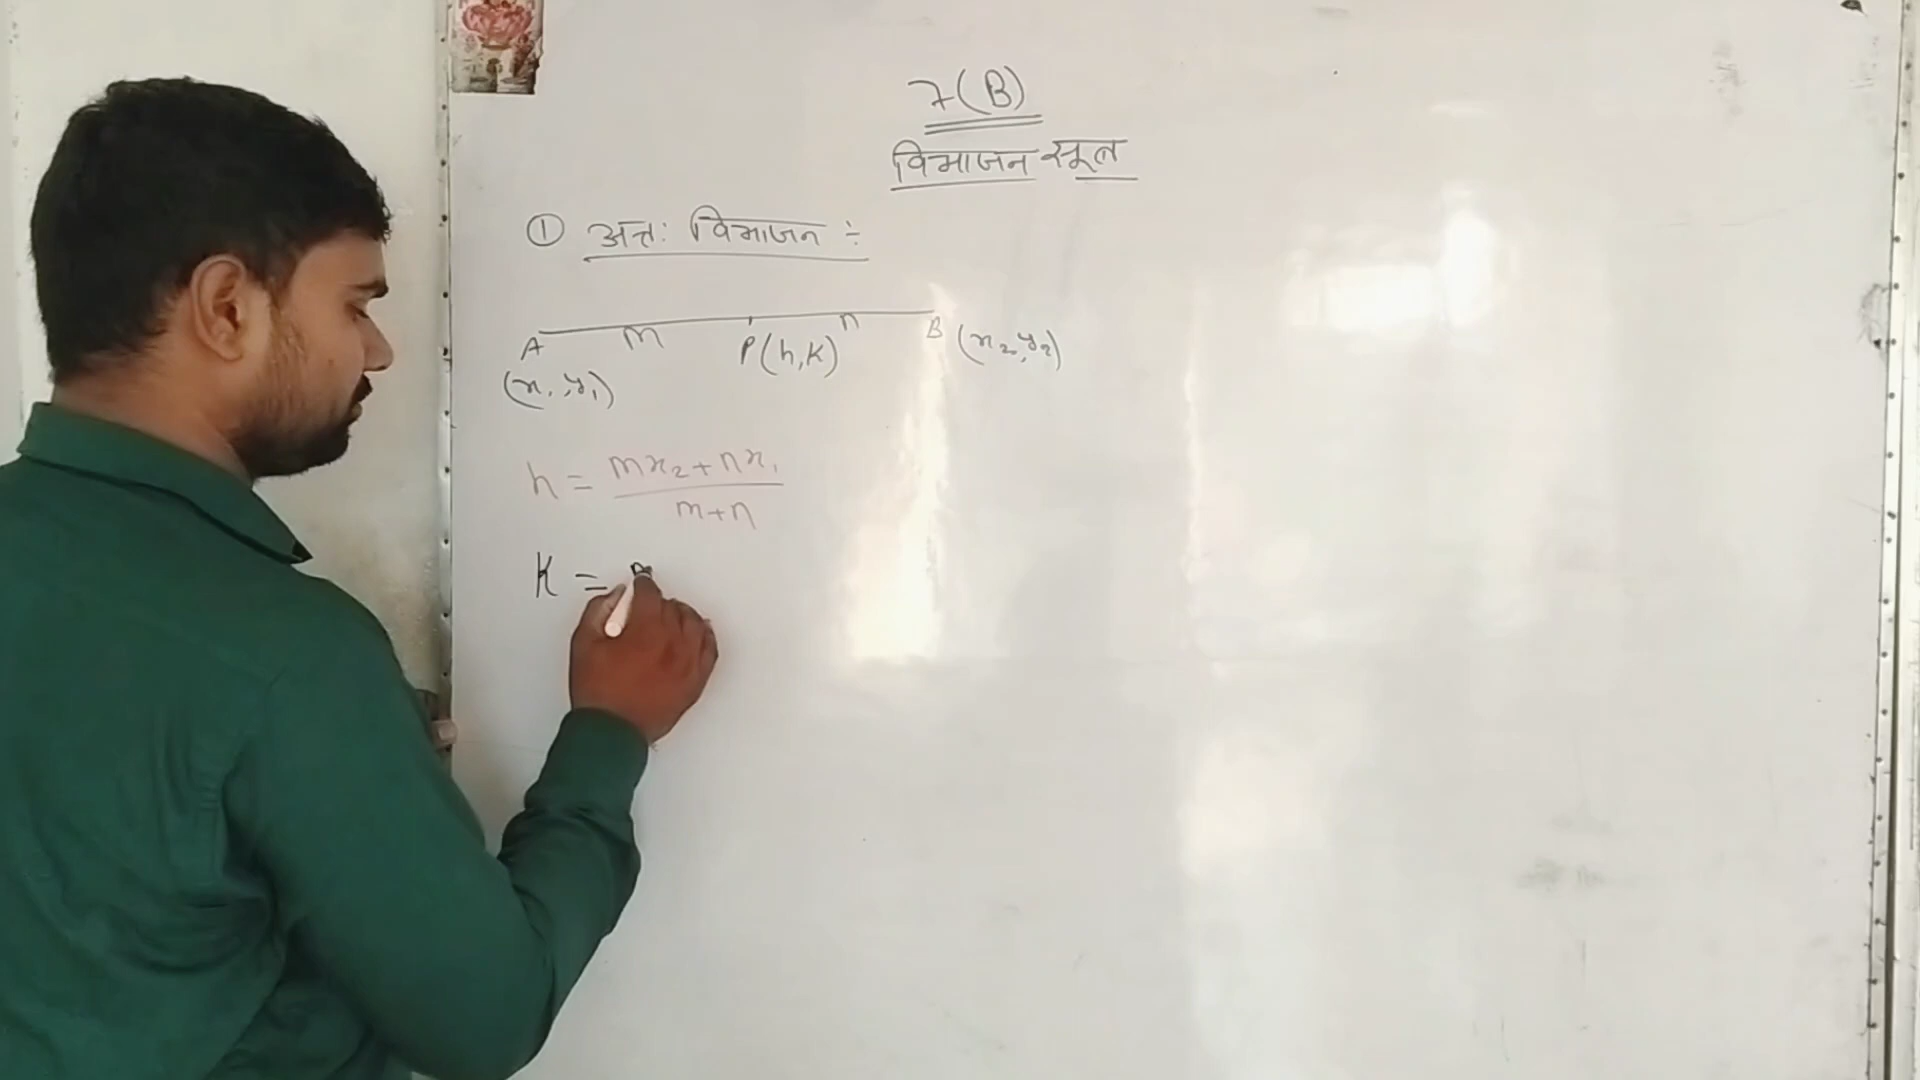 7(B)
विभाजन सूत्र
① अन्तः विभाजन ÷
m n
A P(h,k) B (x₂,y₂)
(x₁,y₁)
h = mx₂+nx₁
m+n
K =